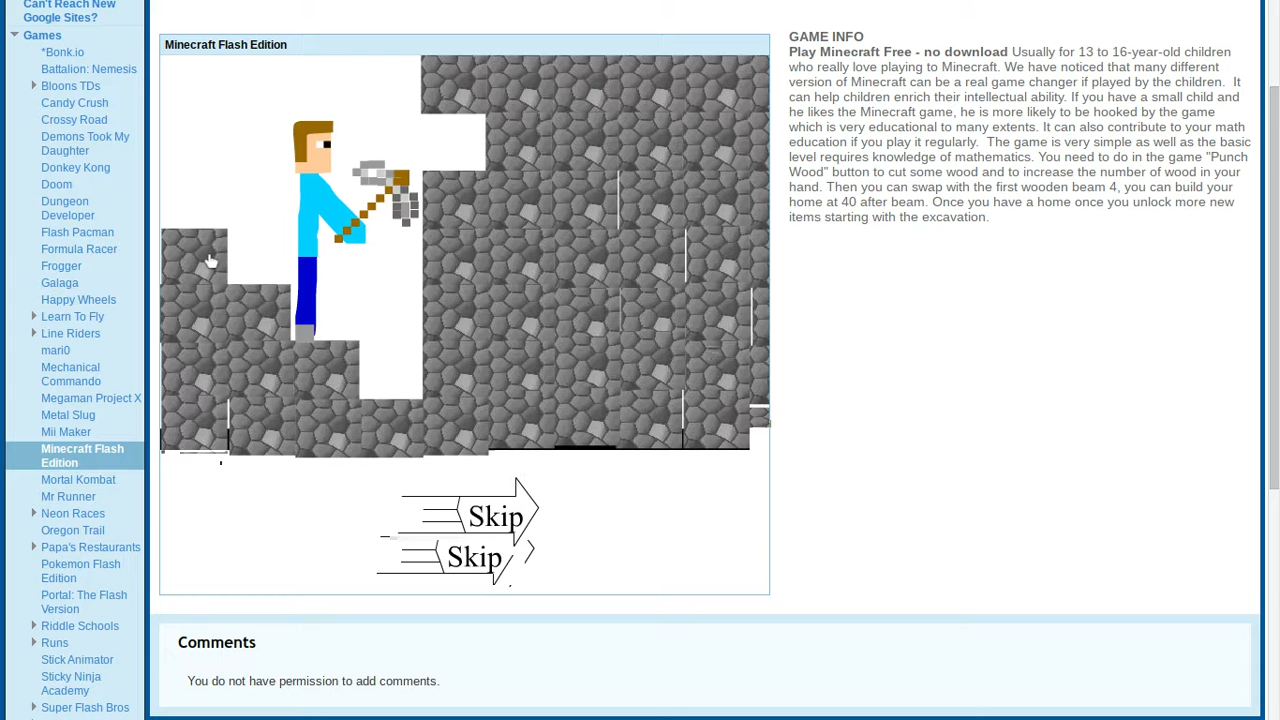 Can't Reach New
Google Sites?
Games
*Bonk.io
Battalion: Nemesis
Bloons TDs
Candy Crush
Crossy Road
Demons Took My
Daughter
Donkey Kong
Doom
Dungeon
Developer
Flash Pacman
Formula Racer
Frogger
Galaga
Happy Wheels
Learn To Fly
Line Riders
mari0
Mechanical
Commando
Megaman Project X
Metal Slug
Mii Maker
Minecraft Flash
Edition
Mortal Kombat
Mr Runner
Neon Races
Oregon Trail
Papa's Restaurants
Pokemon Flash
Edition
Portal: The Flash
Version
Riddle Schools
Runs
Stick Animator
Sticky Ninja
Academy
Super Flash Bros
Minecraft Flash Edition
Skip
Skip
GAME INFO
Play Minecraft Free - no download Usually for 13 to 16-year-old children
who really love playing to Minecraft. We have noticed that many different
version of Minecraft can be a real game changer if played by the children. It
can help children enrich their intellectual ability. If you have a small child and
he likes the Minecraft game, he is more likely to be hooked by the game
which is very educational to many extents. It can also contribute to your math
education if you play it regularly. The game is very simple as well as the basic
level requires knowledge of mathematics. You need to do in the game "Punch
Wood" button to cut some wood and to increase the number of wood in your
hand. Then you can swap with the first wooden beam 4, you can build your
home at 40 after beam. Once you have a home once you unlock more new
items starting with the excavation.
Comments
You do not have permission to add comments.